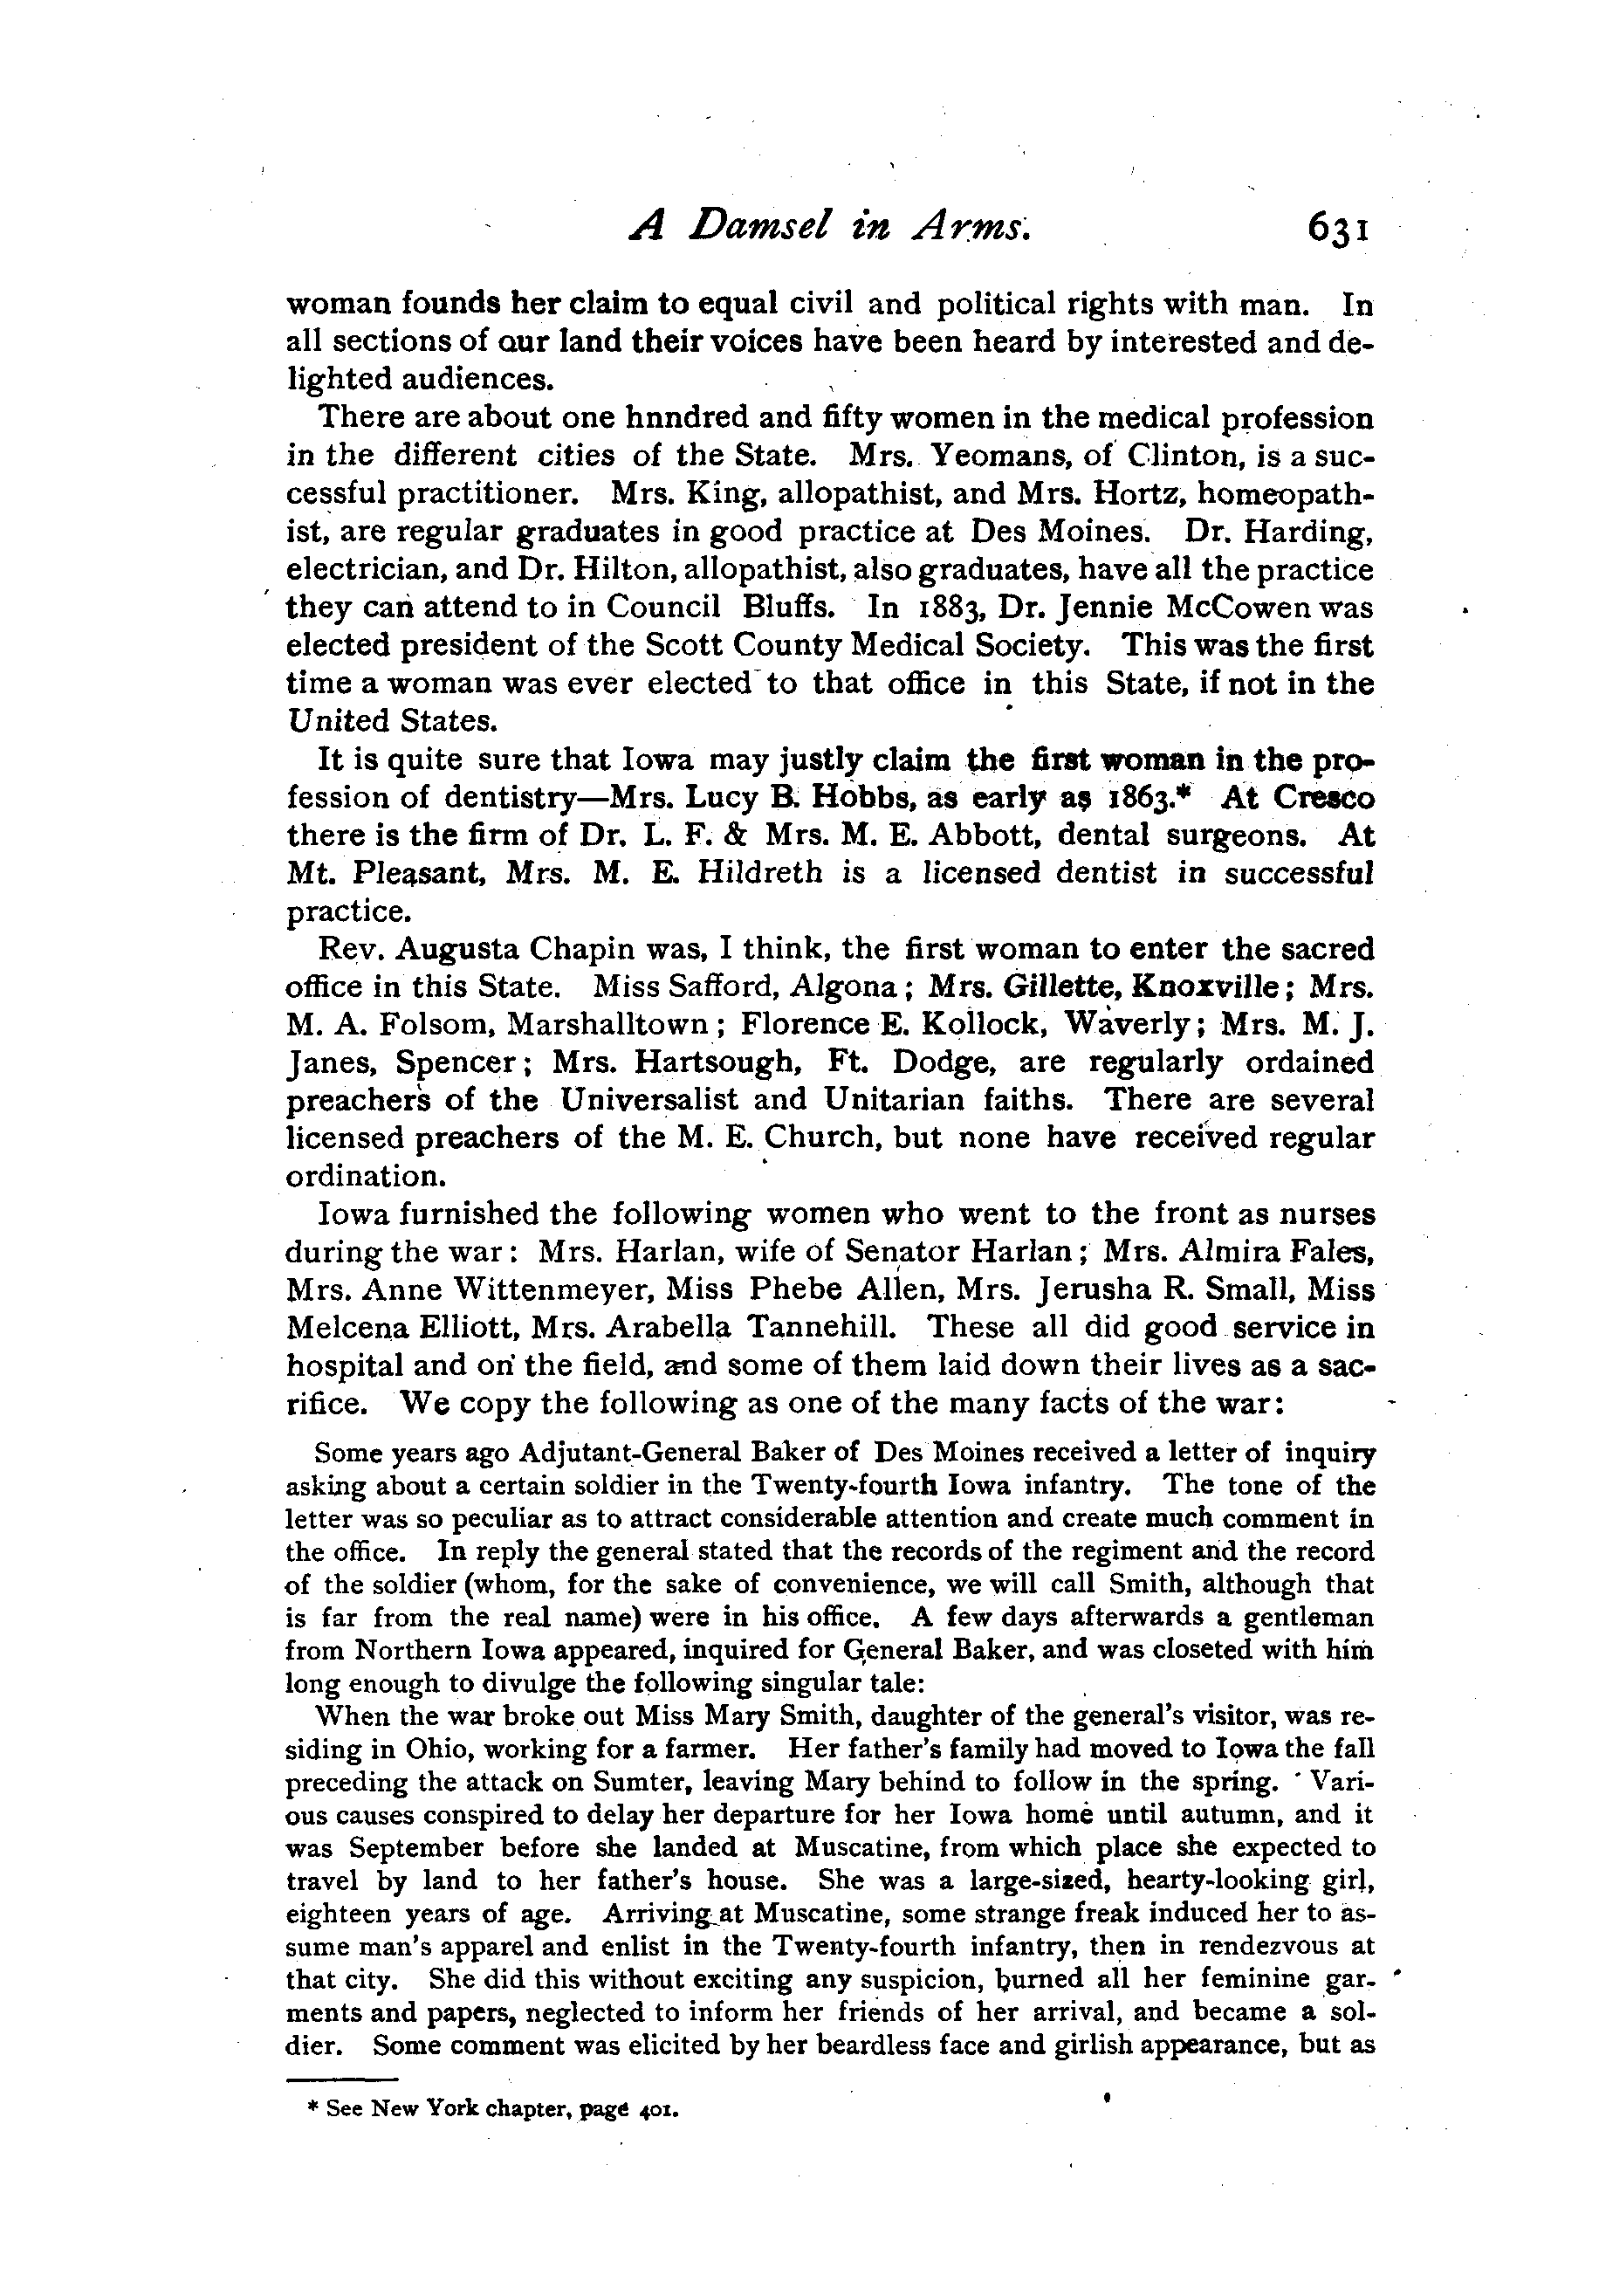 A Damsel in Arms. 631
woman founds her claim to equal civil and political rights with man. In
all sections of our land their voices have been heard by interested and de-
lighted audiences.
There are about one hnndred and fifty women in the medical profession
in the different cities of the State. Mrs. Yeomans, of Clinton, is a suc-
cessful practitioner. Mrs. King, allopathist, and Mrs. Hortz, homeopath-
ist, are regular graduates in good practice at Des Moines. Dr. Harding,
electrician, and Dr. Hilton, allopathist, also graduates, have all the practice
they can attend to in Council Bluffs. In 1883, Dr. Jennie McCowen was
elected president of the Scott County Medical Society. This was the first
time a woman was ever elected to that office in this State, if not in the
United States.
It is quite sure that Iowa may justly claim the first woman in the pro-
fession of dentistry—Mrs. Lucy B. Hobbs, as early as 1863.* At Cresco
there is the firm of Dr. L. F. & Mrs. M. E. Abbott, dental surgeons. At
Mt. Pleasant, Mrs. M. E. Hildreth is a licensed dentist in successful
practice.
Rev. Augusta Chapin was, I think, the first woman to enter the sacred
office in this State. Miss Safford, Algona; Mrs. Gillette, Knoxville; Mrs.
M. A. Folsom, Marshalltown; Florence E. Kollock, Waverly; Mrs. M. J.
Janes, Spencer; Mrs. Hartsough, Ft. Dodge, are regularly ordained
preachers of the Universalist and Unitarian faiths. There are several
licensed preachers of the M. E. Church, but none have received regular
ordination.
Iowa furnished the following women who went to the front as nurses
during the war: Mrs. Harlan, wife of Senator Harlan; Mrs. Almira Fales,
Mrs. Anne Wittenmeyer, Miss Phebe Allen, Mrs. Jerusha R. Small, Miss
Melcena Elliott, Mrs. Arabella Tannehill. These all did good service in
hospital and on the field, and some of them laid down their lives as a sac-
rifice. We copy the following as one of the many facts of the war:
Some years ago Adjutant-General Baker of Des Moines received a letter of inquiry
asking about a certain soldier in the Twenty-fourth Iowa infantry. The tone of the
letter was so peculiar as to attract considerable attention and create much comment in
the office. In reply the general stated that the records of the regiment and the record
of the soldier (whom, for the sake of convenience, we will call Smith, although that
is far from the real name) were in his office. A few days afterwards a gentleman
from Northern Iowa appeared, inquired for General Baker, and was closeted with him
long enough to divulge the following singular tale:
When the war broke out Miss Mary Smith, daughter of the general's visitor, was re-
siding in Ohio, working for a farmer. Her father's family had moved to Iowa the fall
preceding the attack on Sumter, leaving Mary behind to follow in the spring. Vari-
ous causes conspired to delay her departure for her Iowa home until autumn, and it
was September before she landed at Muscatine, from which place she expected to
travel by land to her father's house. She was a large-sized, hearty-looking girl,
eighteen years of age. Arriving at Muscatine, some strange freak induced her to as-
sume man's apparel and enlist in the Twenty-fourth infantry, then in rendezvous at
that city. She did this without exciting any suspicion, burned all her feminine gar-
ments and papers, neglected to inform her friends of her arrival, and became a sol-
dier. Some comment was elicited by her beardless face and girlish appearance, but as
* See New York chapter, page 401.